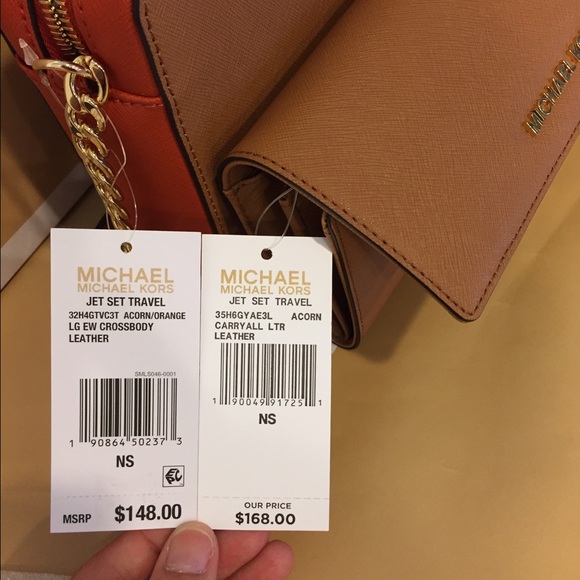 MICHAEL KORS
MICHAEL
MICHAEL KORS
JET SET TRAVEL
32H4GTVC3T ACORN/ORANGE
LG EW CROSSBODY
LEATHER
SMLS046-0001
1 90864 50237 3
NS
MSRP $148.00
MICHAEL
MICHAEL KORS
JET SET TRAVEL
35H6GYAE3L ACORN
CARRYALL LTR
LEATHER
1 90049 91725 1
NS
OUR PRICE
$168.00